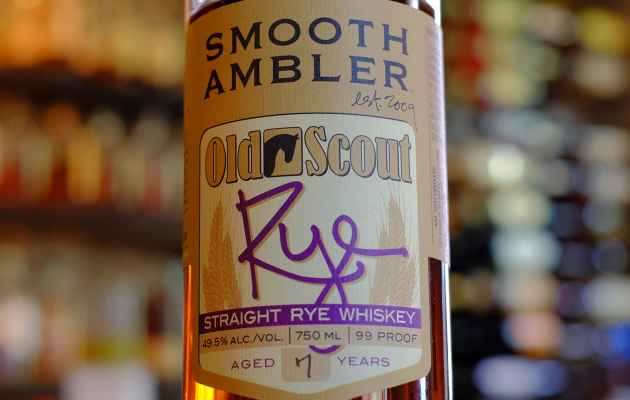 SMOOTH
AMBLER
est. 2009
Old Scout
Rye
STRAIGHT RYE WHISKEY
49.5% ALC./VOL. | 750 ML | 99 PROOF
AGED 7 YEARS